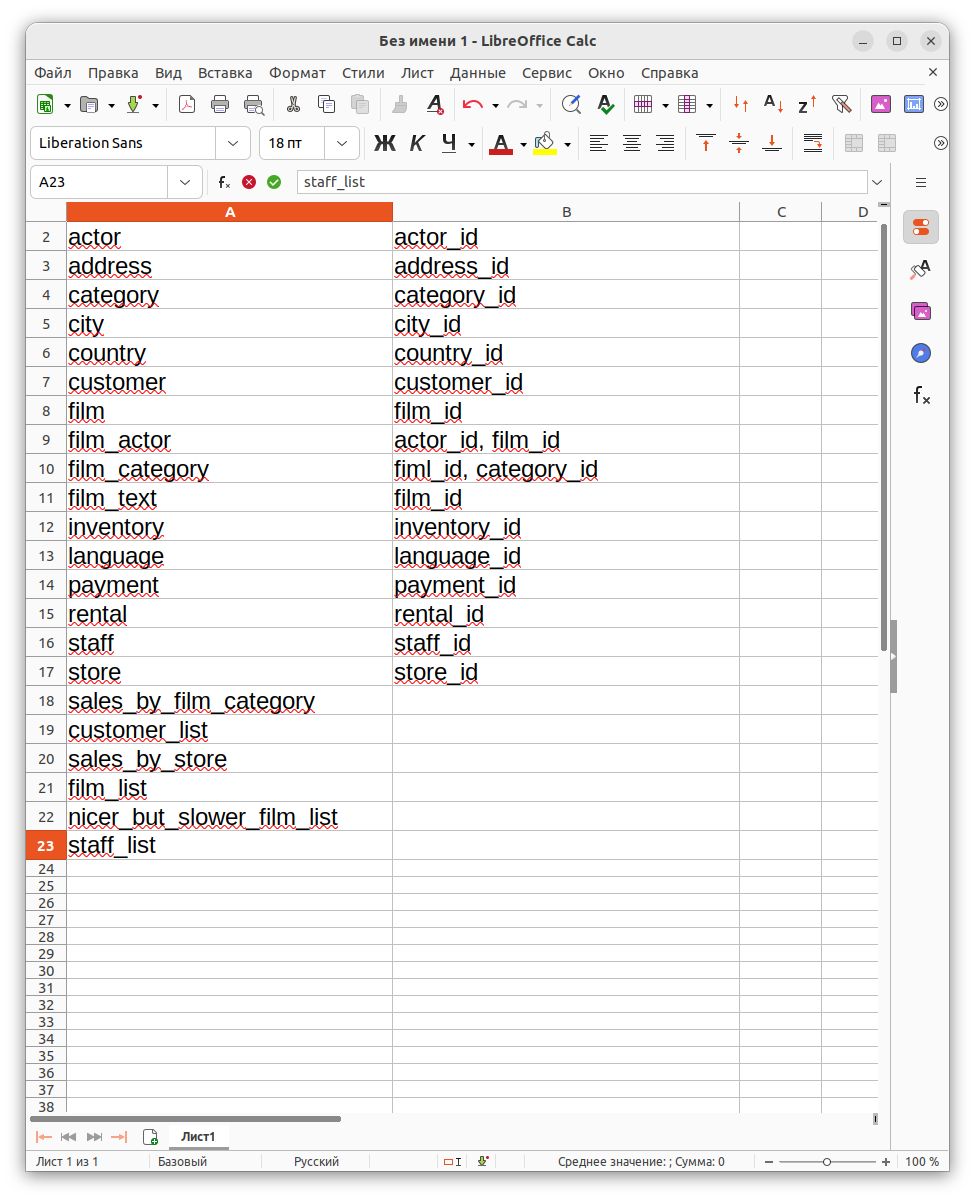 Без имени 1 - LibreOffice Calc
Файл Правка Вид Вставка Формат Стили Лист Данные Сервис Окно Справка
Liberation Sans 18 пт Ж К Ч А
A23 fx staff_list
A B C D
2 actor actor_id
3 address address_id
4 category category_id
5 city city_id
6 country country_id
7 customer customer_id
8 film film_id
9 film_actor actor_id, film_id
10 film_category fiml_id, category_id
11 film_text film_id
12 inventory inventory_id
13 language language_id
14 payment payment_id
15 rental rental_id
16 staff staff_id
17 store store_id
18 sales_by_film_category
19 customer_list
20 sales_by_store
21 film_list
22 nicer_but_slower_film_list
23 staff_list
24
25
26
27
28
29
30
31
32
33
34
35
36
37
38
Лист1
Лист 1 из 1 Базовый Русский Среднее значение: ; Сумма: 0 100 %